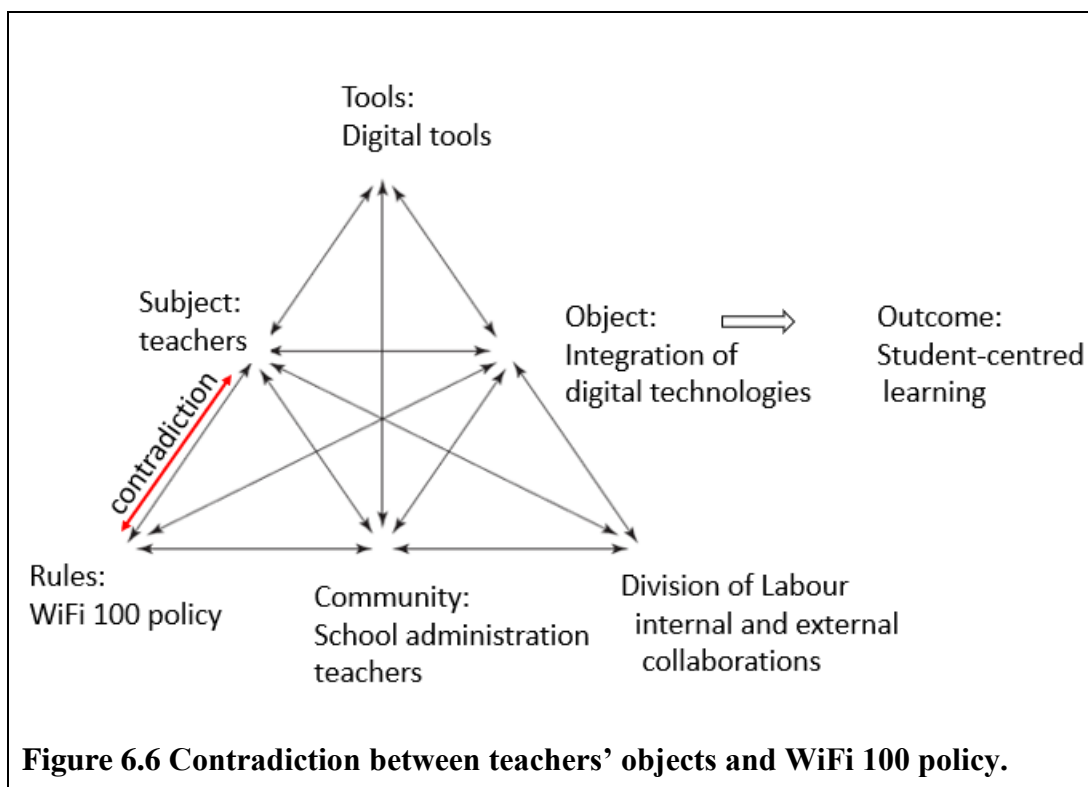 Tools:
Digital tools
Subject:
teachers
Object:
Integration of
digital technologies
Outcome:
Student-centred
learning
contradiction
Rules:
WiFi 100 policy
Community:
School administration
teachers
Division of Labour
internal and external
collaborations
Figure 6.6 Contradiction between teachers’ objects and WiFi 100 policy.